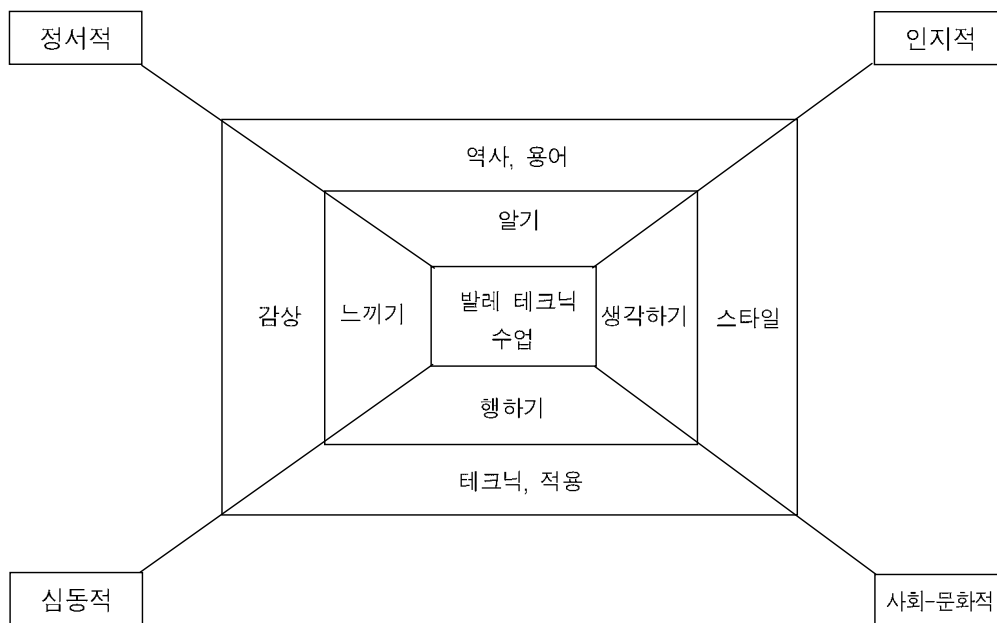 정서적
인지적
역사, 용어
알기
감상
느끼기
발레 테크닉
수업
생각하기
스타일
행하기
테크닉, 적용
심동적
사회-문화적